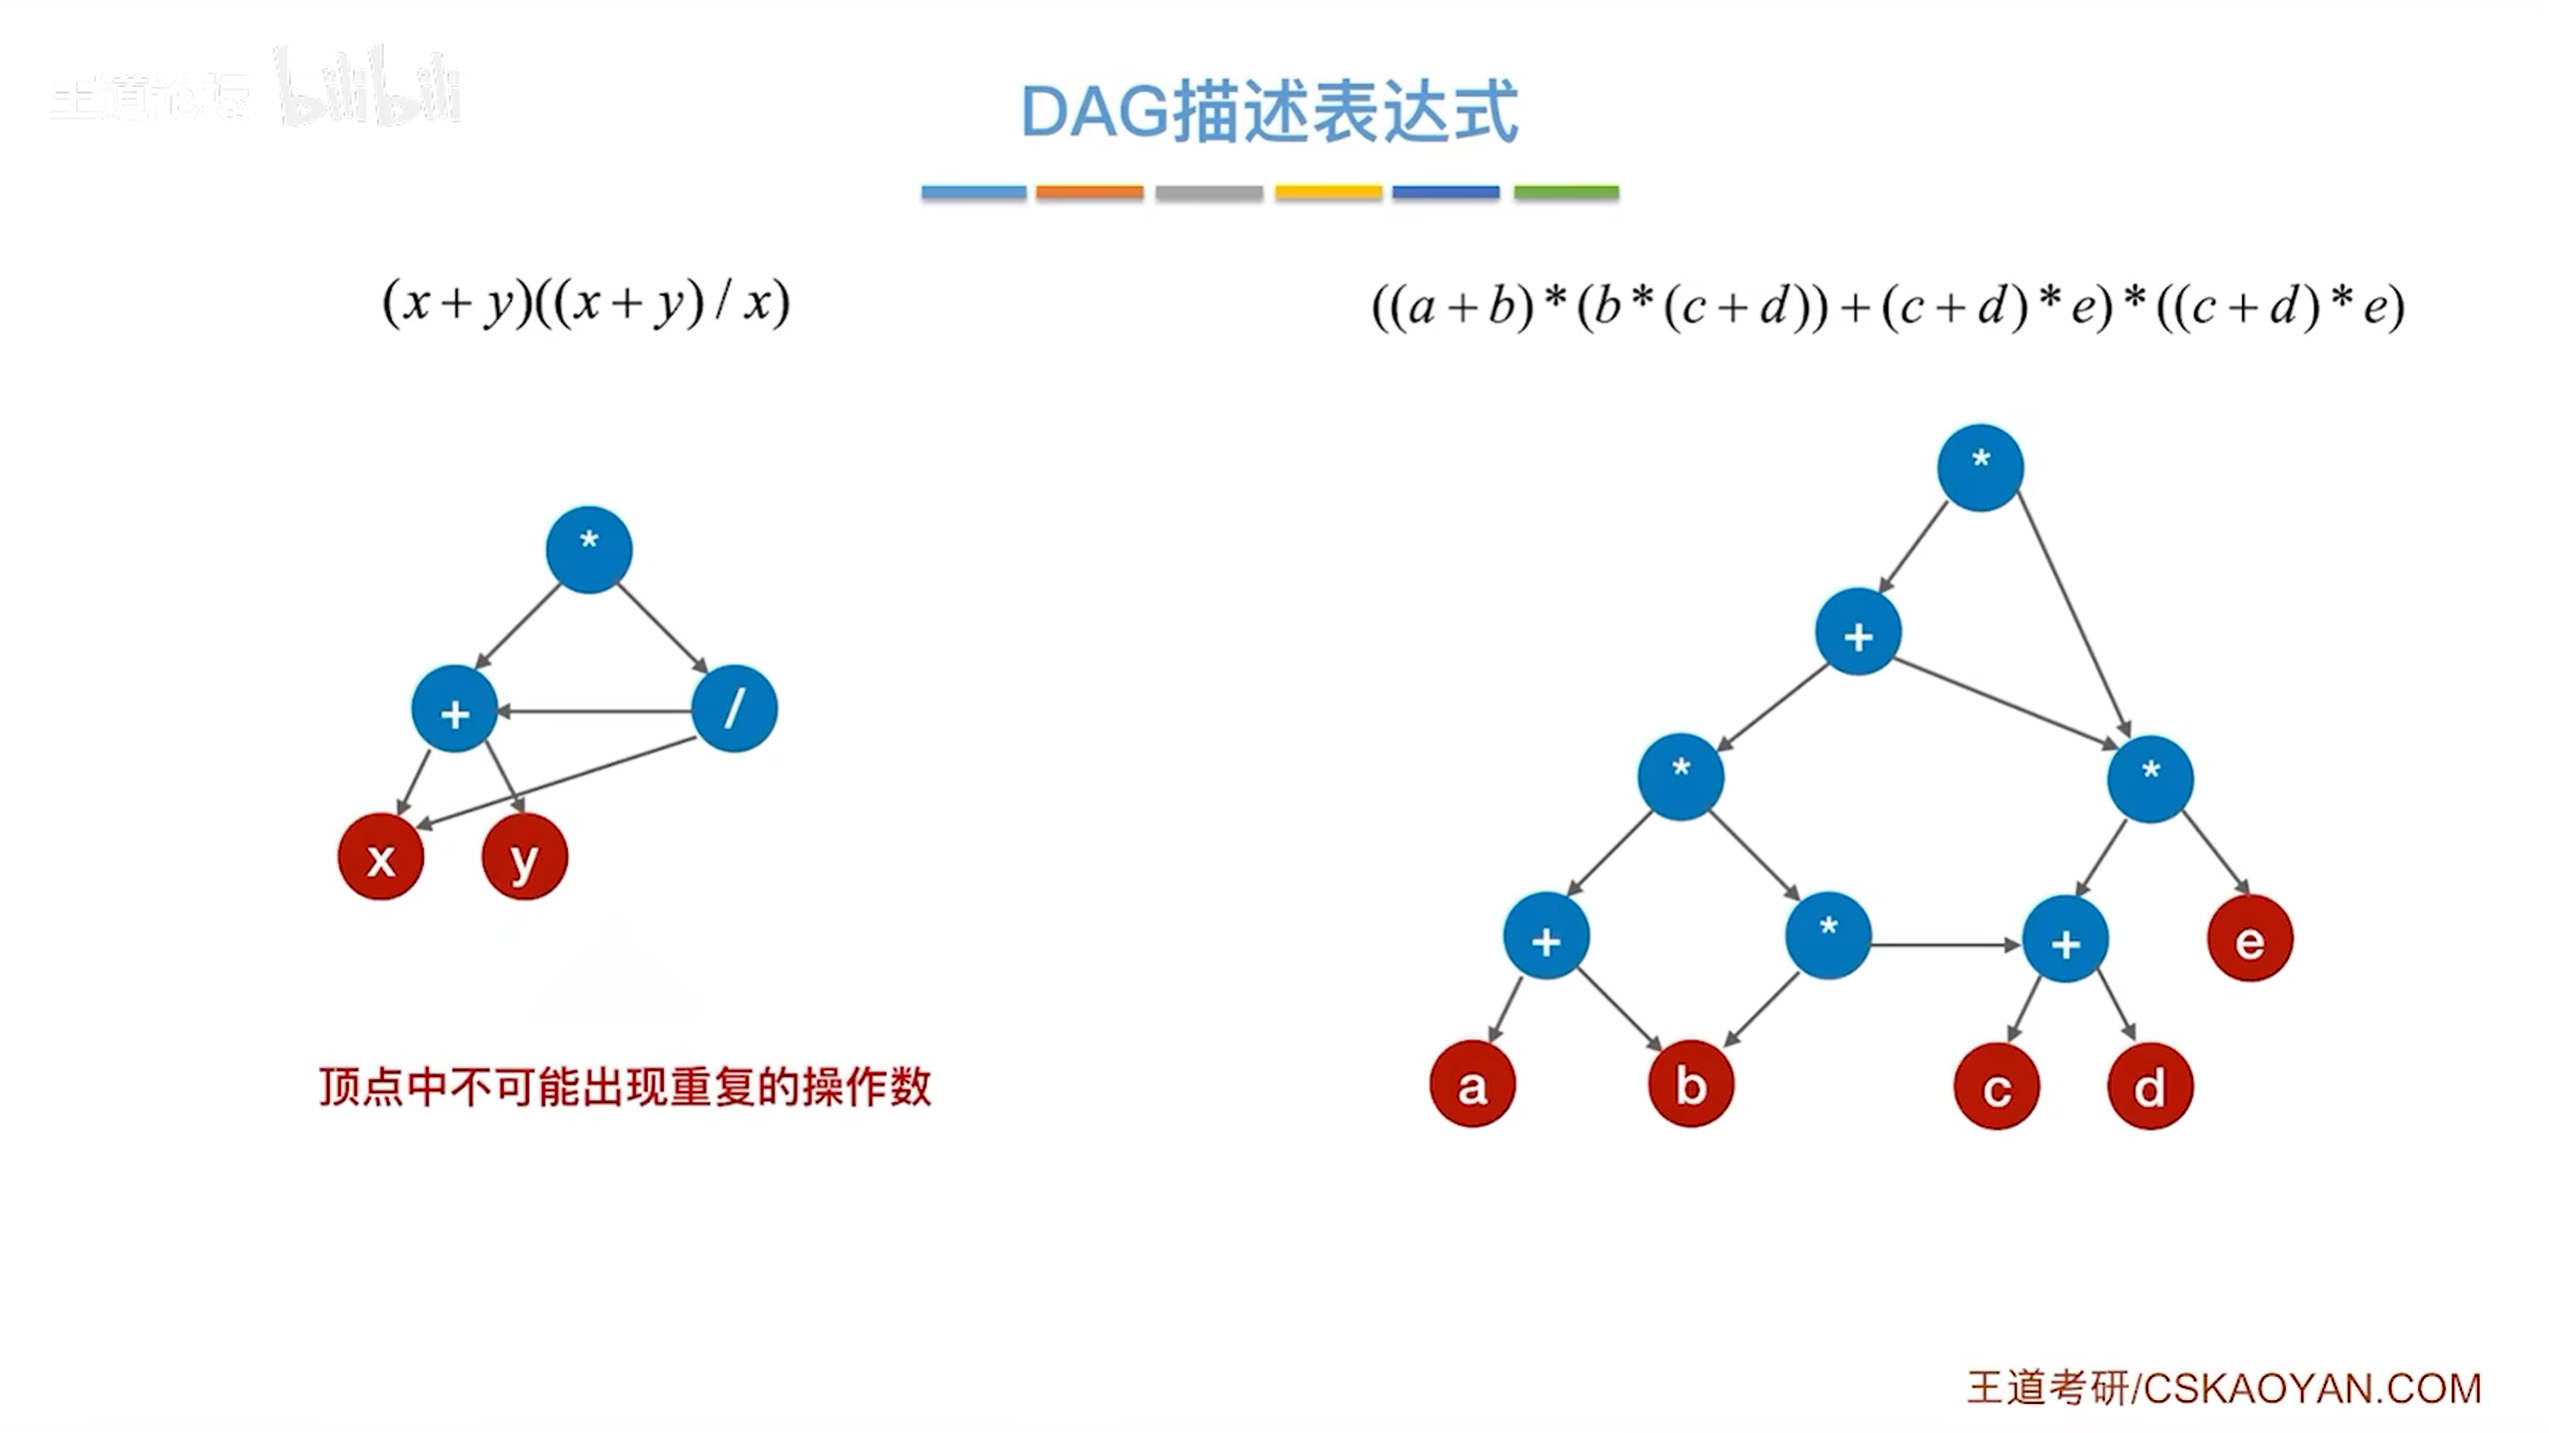 王道论坛 bilibili
DAG描述表达式
(x+y)((x+y)/x)
((a+b)*(b*(c+d))+(c+d)*e)*((c+d)*e)
*
+ /
x y
*
+
* *
+ * + e
a b c d
顶点中不可能出现重复的操作数
王道考研/CSKAOYAN.COM